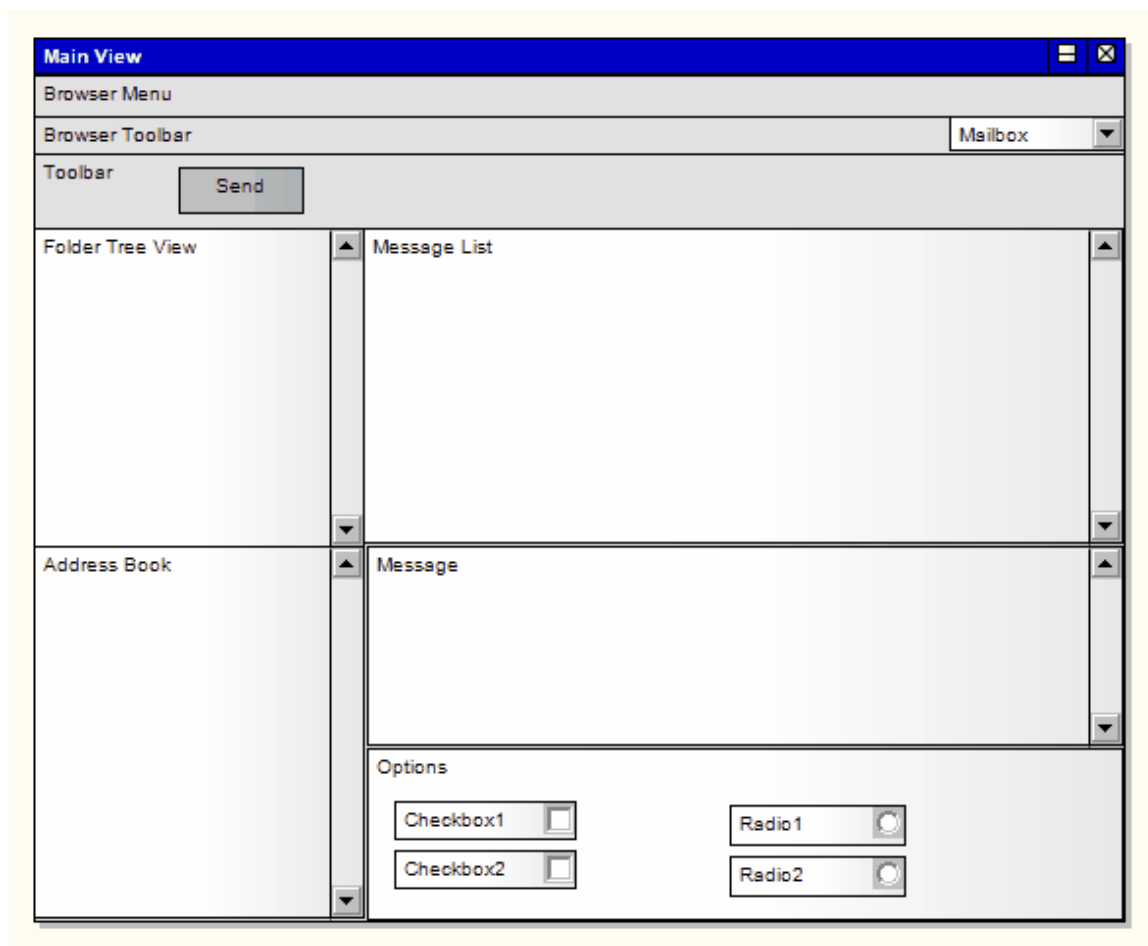 Main View
Browser Menu
Browser Toolbar
Mailbox
Toolbar
Send
Folder Tree View
Message List
Address Book
Message
Options
Checkbox1
Radio1
Checkbox2
Radio2